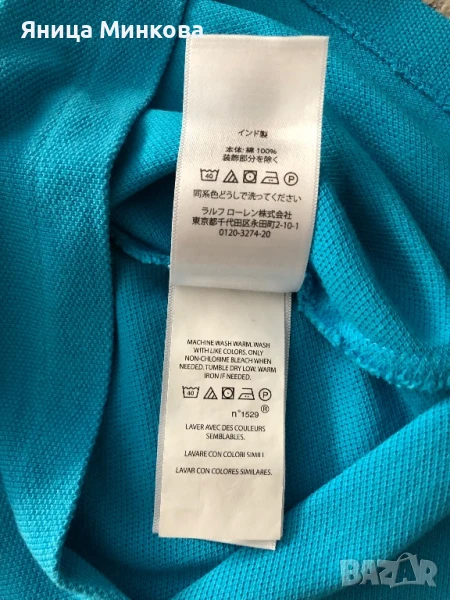 Яница Минкова
インド製
本体: 綿 100%
装飾部分を除く
40 P
同系色どうしで洗ってください
ラルフ ローレン株式会社
東京都千代田区永田町2-10-1
0120-3274-20
MACHINE WASH WARM. WASH
WITH LIKE COLORS. ONLY
NON-CHLORINE BLEACH WHEN
NEEDED. TUMBLE DRY LOW. WARM
IRON IF NEEDED.
40 P
n°1529 ®
LAVER AVEC DES COULEURS
SEMBLABLES.
LAVARE CON COLORI SIMILI.
LAVAR CON COLORES SIMILARES.
BAZAR